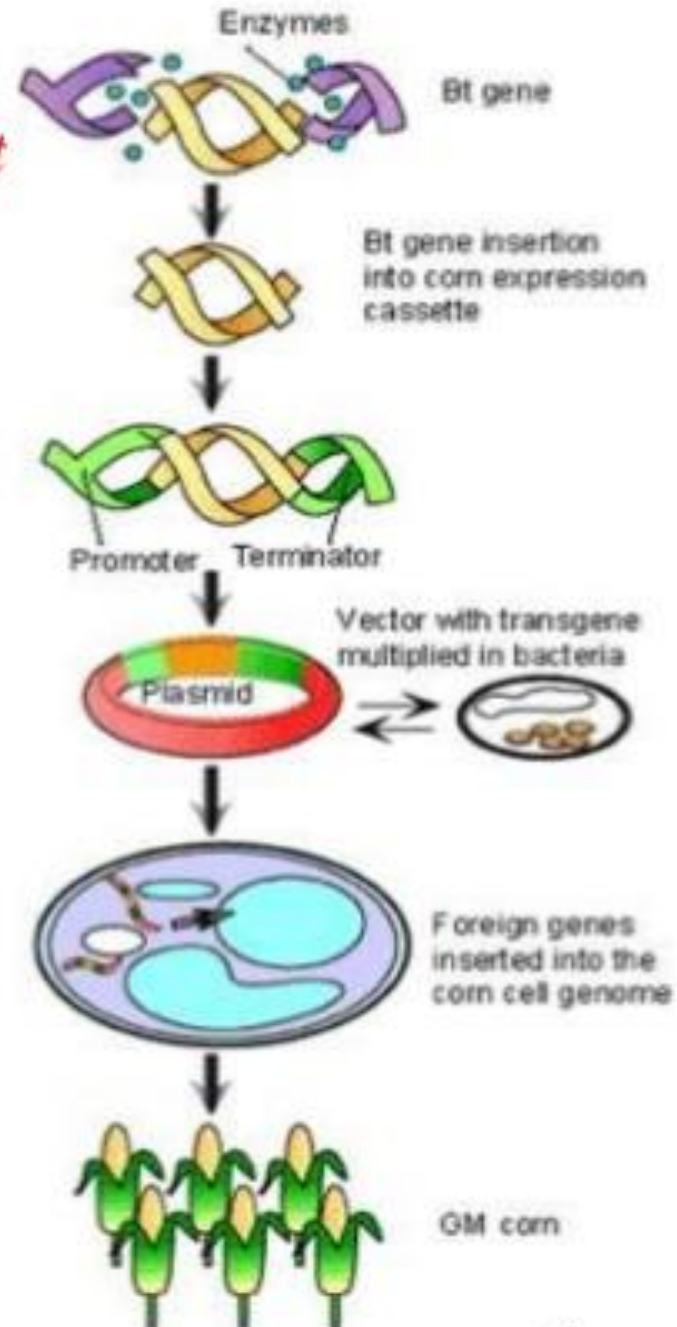 Enzymes
Bt gene
t
Bt gene insertion
into corn expression
cassette
Promoter Terminator
Vector with transgene
multiplied in bacteria
Plasmid
Foreign genes
inserted into the
corn cell genome
GM corn